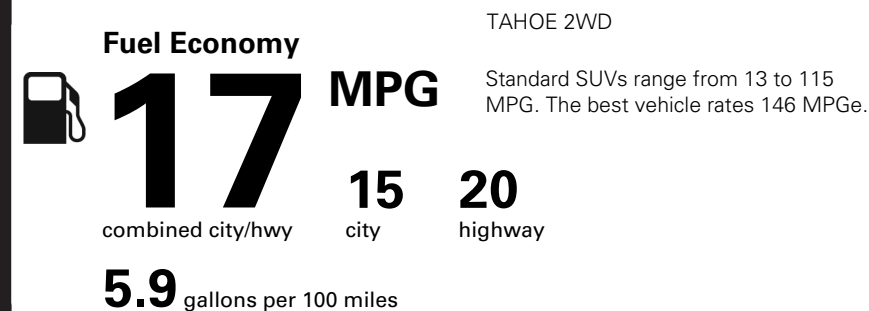 TAHOE 2WD
Fuel Economy
17 MPG
Standard SUVs range from 13 to 115
MPG. The best vehicle rates 146 MPGe.
15 20
combined city/hwy city highway
5.9 gallons per 100 miles